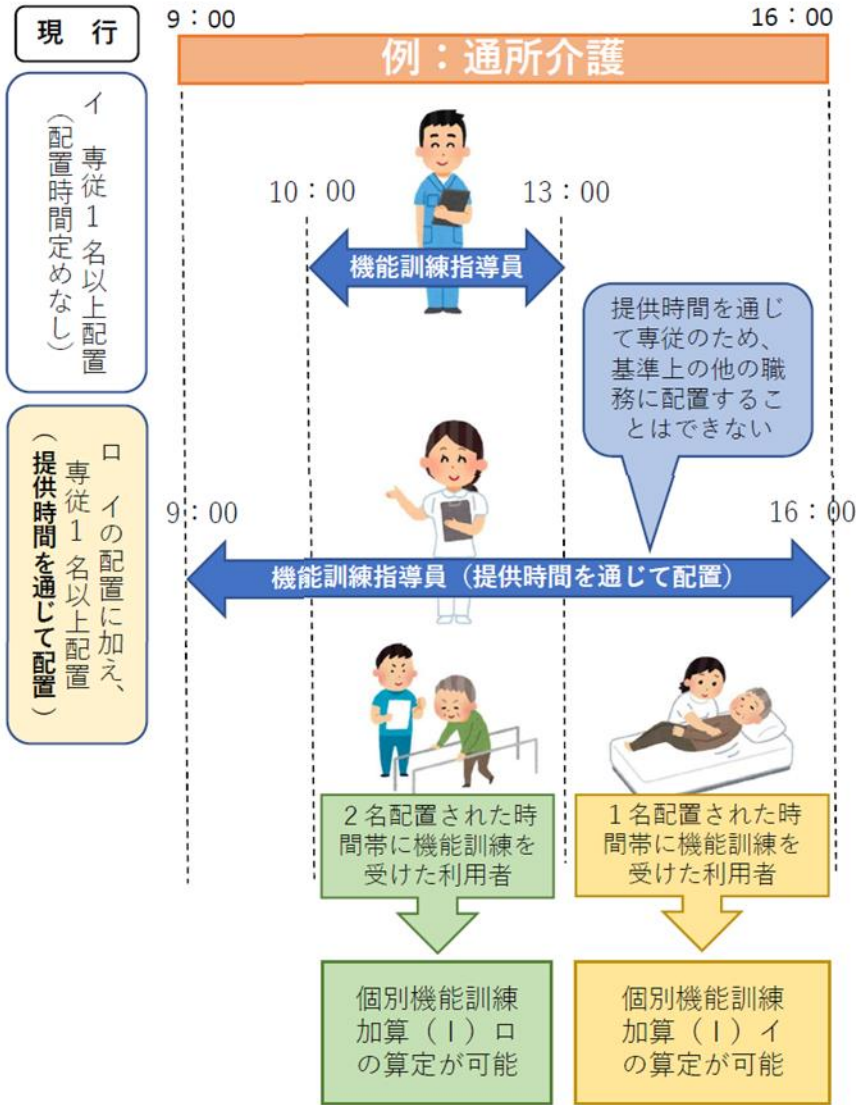 現 行
9：00
16：00
例：通所介護
イ 専従１名以上配置
（配置時間定めなし）
10：00
13：00
機能訓練指導員
提供時間を通じ
て専従のため、
基準上の他の職
務に配置するこ
とはできない
ロ イの配置に加え、
専従１名以上配置
（提供時間を通じて配置）
9：00
16：00
機能訓練指導員（提供時間を通じて配置）
２名配置された時
間帯に機能訓練を
受けた利用者
１名配置された時
間帯に機能訓練を
受けた利用者
個別機能訓練
加算（Ⅰ）ロ
の算定が可能
個別機能訓練
加算（Ⅰ）イ
の算定が可能